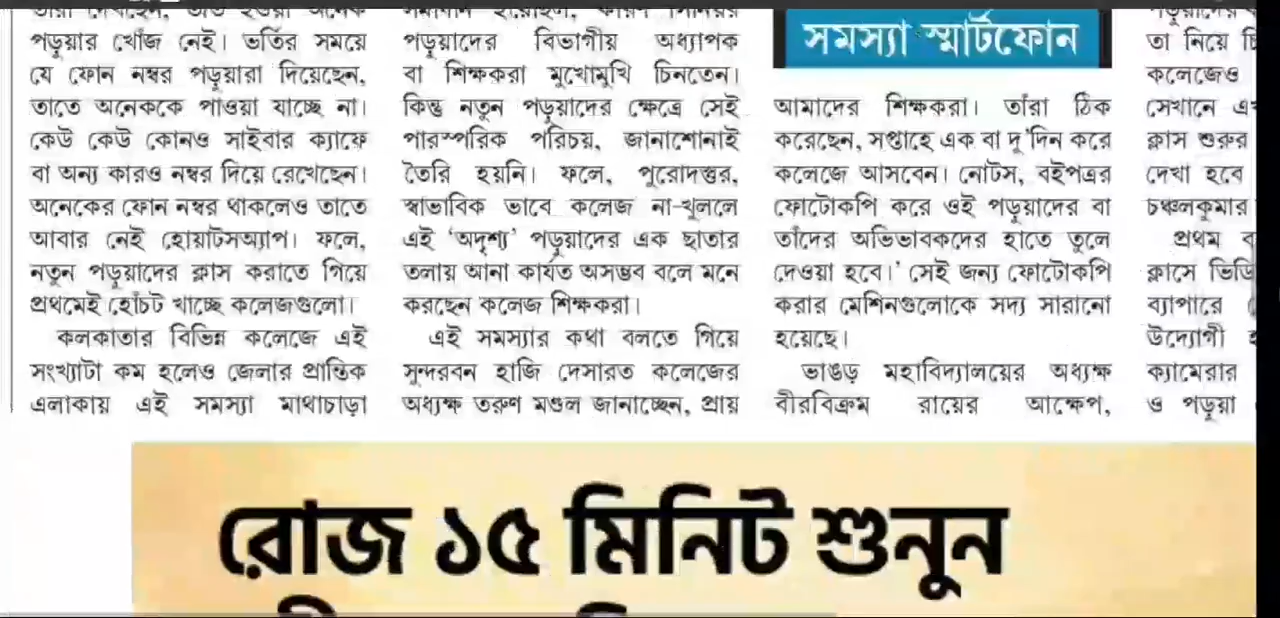 পড়ুয়ার খোঁজ নেই। ভর্তির সময়ে
যে ফোন নম্বর পড়ুয়ারা দিয়েছেন,
তাতে অনেককে পাওয়া যাচ্ছে না।
কেউ কেউ কোনও সাইবার ক্যাফে
বা অন্য কারও নম্বর দিয়ে রেখেছেন।
অনেকের ফোন নম্বর থাকলেও তাতে
আবার নেই হোয়াটসঅ্যাপ। ফলে,
নতুন পড়ুয়াদের ক্লাস করাতে গিয়ে
প্রথমেই হোঁচট খাচ্ছে কলেজগুলো।
কলকাতার বিভিন্ন কলেজে এই
সংখ্যাটা কম হলেও জেলার প্রান্তিক
এলাকায় এই সমস্যা মাথাচাড়া
পড়ুয়াদের বিভাগীয় অধ্যাপক
বা শিক্ষকরা মুখোমুখি চিনতেন।
কিন্তু নতুন পড়ুয়াদের ক্ষেত্রে সেই
পারস্পরিক পরিচয়, জানাশোনাই
তৈরি হয়নি। ফলে, পুরোদস্তুর,
স্বাভাবিক ভাবে কলেজ না-খুললে
এই ‘অদৃশ্য’ পড়ুয়াদের এক ছাতার
তলায় আনা কার্যত অসম্ভব বলে মনে
করছেন কলেজ শিক্ষকরা।
এই সমস্যার কথা বলতে গিয়ে
সুন্দরবন হাজি দেসারত কলেজের
অধ্যক্ষ তরুণ মণ্ডল জানাচ্ছেন, প্রায়
সমস্যা স্মার্টফোন
আমাদের শিক্ষকরা। তাঁরা ঠিক
করেছেন, সপ্তাহে এক বা দু’দিন করে
কলেজে আসবেন। নোটস, বইপত্রর
ফোটোকপি করে ওই পড়ুয়াদের বা
তাঁদের অভিভাবকদের হাতে তুলে
দেওয়া হবে।’ সেই জন্য ফোটোকপি
করার মেশিনগুলোকে সদ্য সারানো
হয়েছে।
ভাঙড় মহাবিদ্যালয়ের অধ্যক্ষ
বীরবিক্রম রায়ের আক্ষেপ,
তা নিয়ে
কলেজেও
সেখানে
ক্লাস শুরুর
দেখা হবে
চঞ্চলকুমার
প্রথম
ক্লাসে
ব্যাপারে
উদ্যোগী
ক্যামেরার
ও পড়ুয়া
রোজ ১৫ মিনিট শুনুন